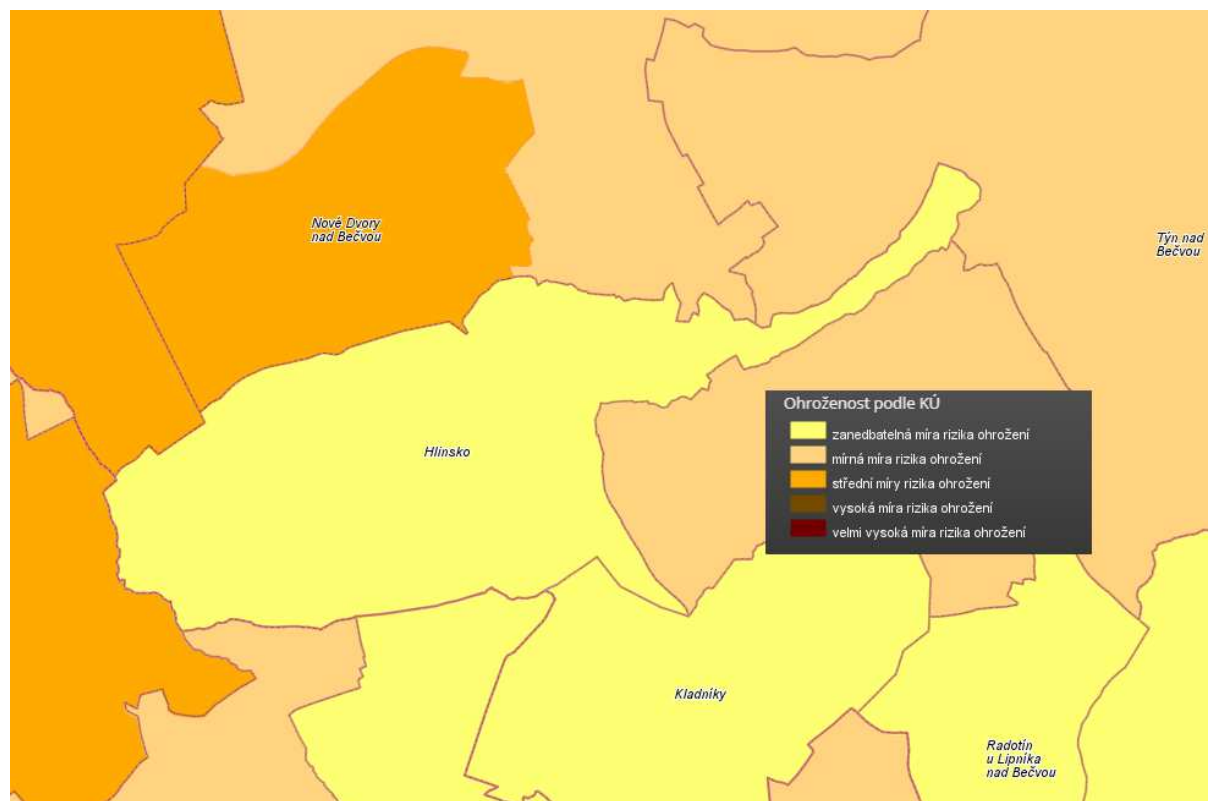 Nové Dvory
nad Bečvou
Týn nad
Bečvou
Ohroženost podle KÚ
zanedbatelná míra rizika ohrožení
mírná míra rizika ohrožení
střední míry rizika ohrožení
vysoká míra rizika ohrožení
velmi vysoká míra rizika ohrožení
Hlinsko
Kladníky
Radotín
u Lipníka
nad Bečvou